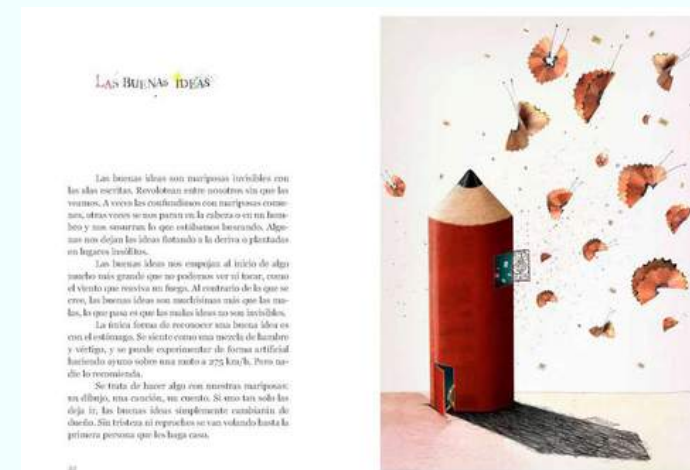 LAS BUENAS IDEAS
Las buenas ideas son mariposas invisibles con
las alas escritas. Revolotean entre nosotros sin que las
veamos. A veces las confundimos con mariposas comu-
nes, otras veces se nos paran en la cabeza o en un hom-
bro y nos susurran lo que estábamos buscando. Algu-
nas nos dejan las ideas flotando a la deriva o plantadas
en lugares insólitos.
Las buenas ideas nos empujan al inicio de algo
mucho más grande que no podemos ver ni tocar, como
el viento que reaviva un fuego. Al contrario de lo que se
cree, las buenas ideas son muchísimas más que las ma-
las, lo que pasa es que las malas ideas no son invisibles.
La única forma de reconocer una buena idea es
con el estómago. Se siente como una mezcla de hambre
y vértigo, y se puede experimentar de forma artificial
haciendo ayuno sobre una moto a 275 km/h. Pero na-
die lo recomienda.
Se trata de hacer algo con nuestras mariposas:
un dibujo, una canción, un cuento. Si uno tan solo las
deja ir, las buenas ideas simplemente cambiarán de
dueño. Sin tristeza ni reproches se van volando hasta la
primera persona que les haga caso.